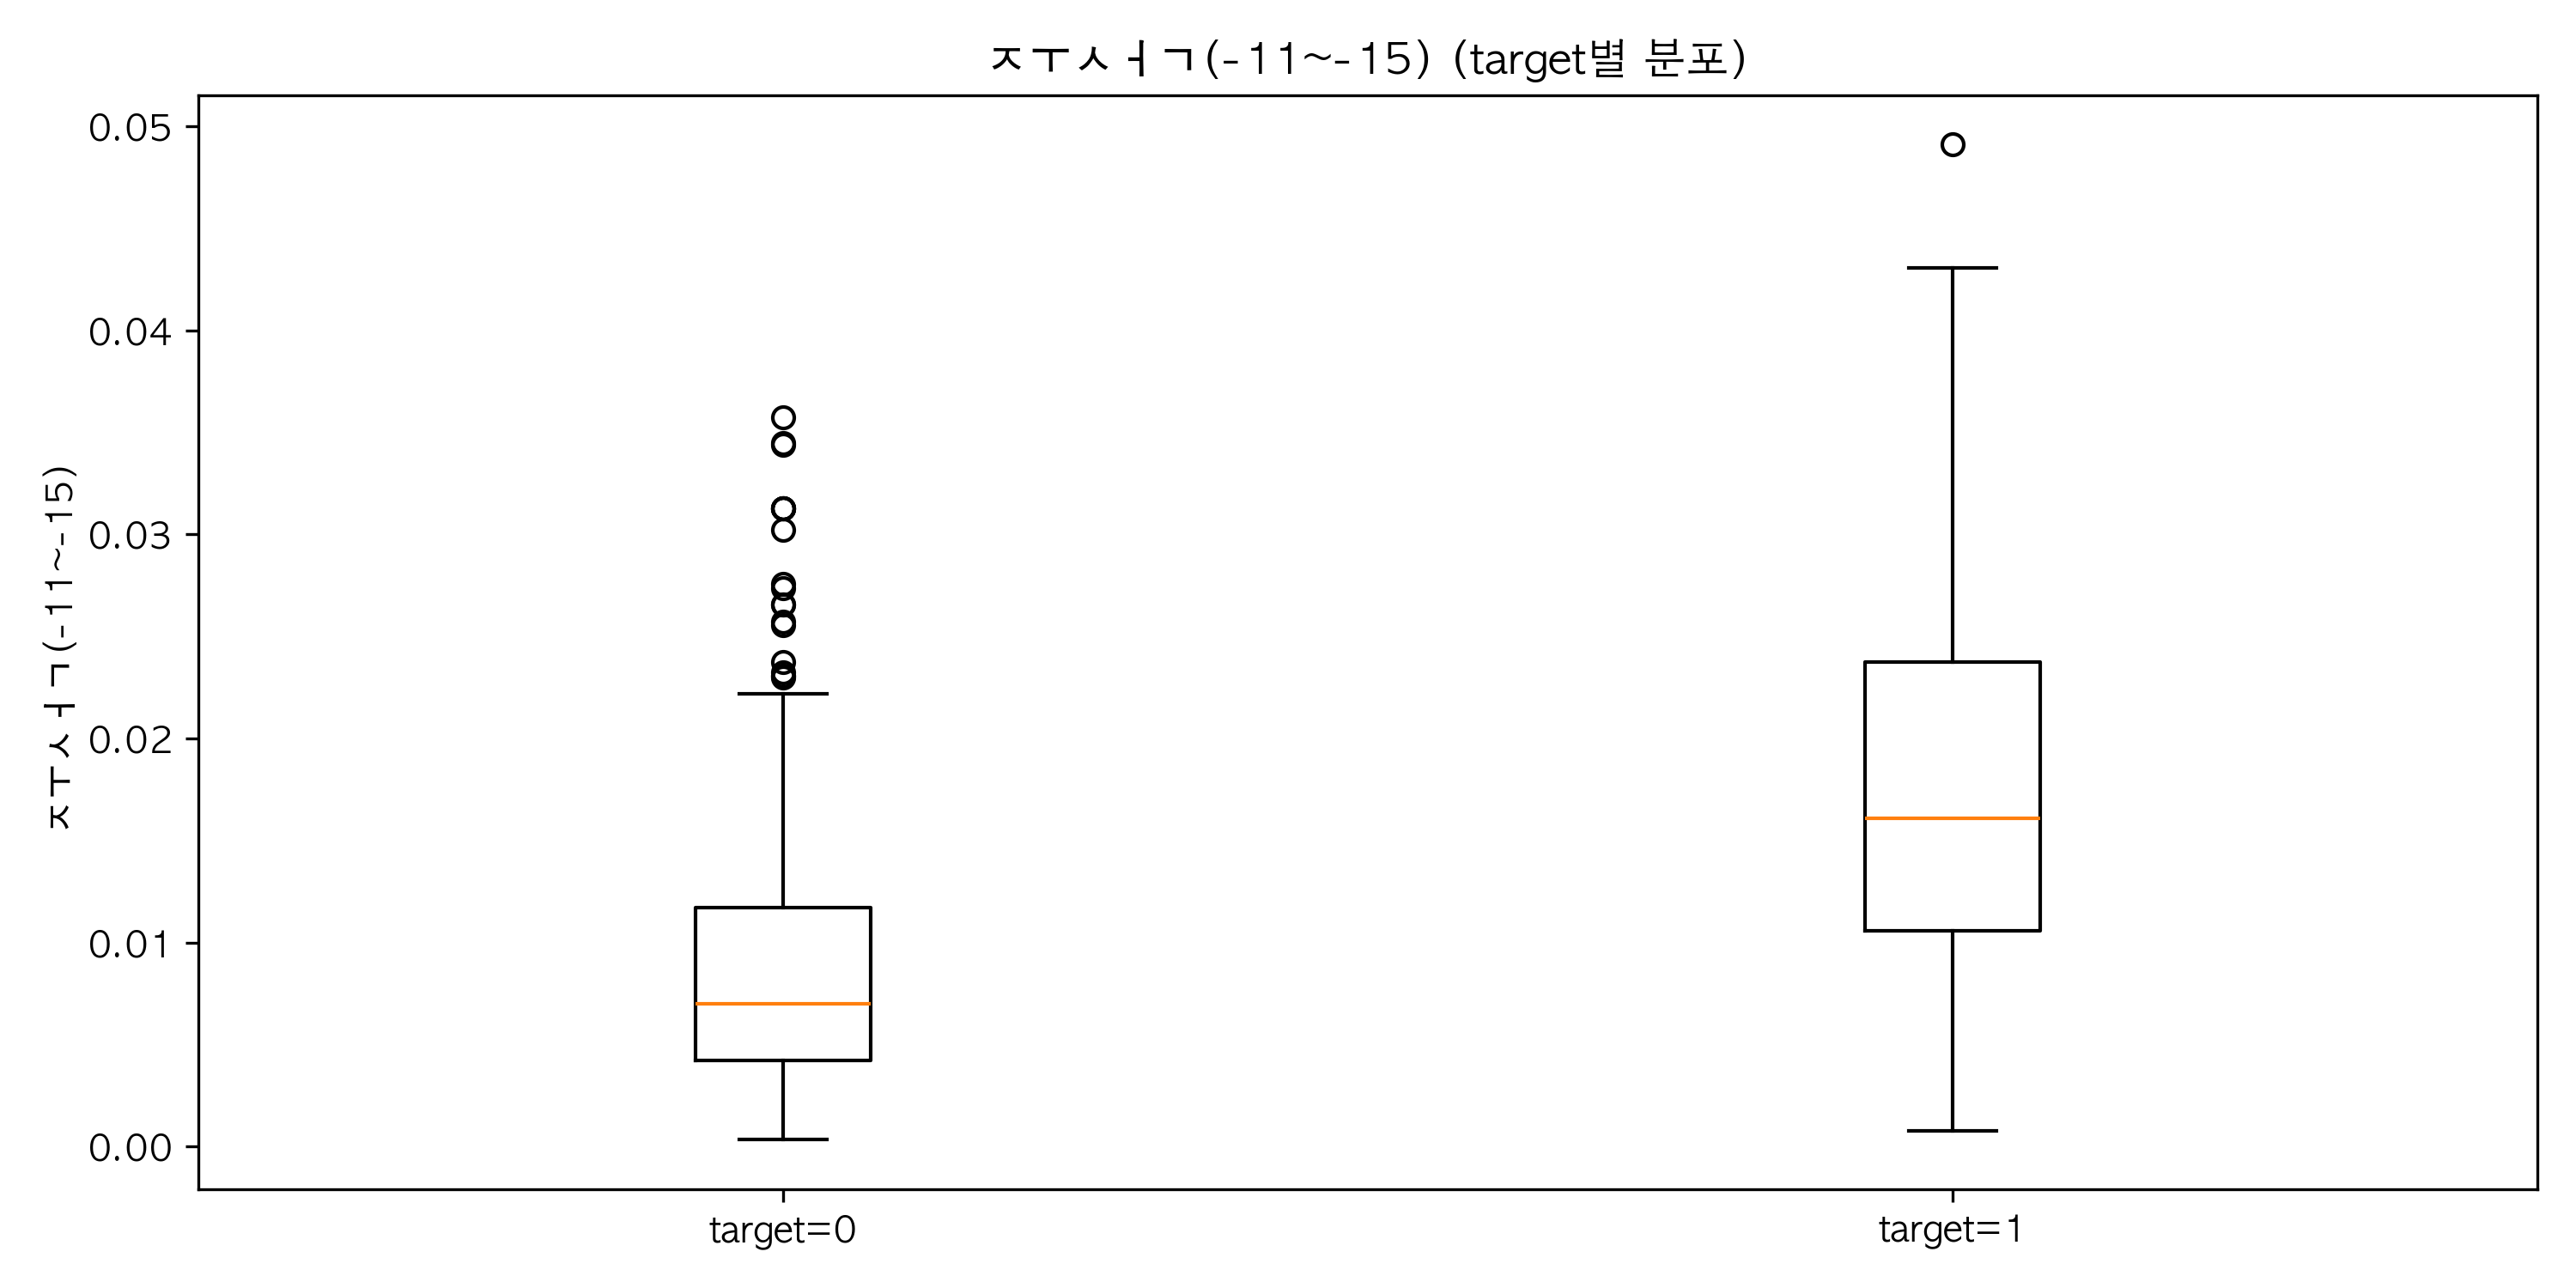 ㅈㅜㅅㅓㄱ(-11~-15) (target별 분포)
ㅈㅜㅅㅓㄱ(-11~-15)
0.05
0.04
0.03
0.02
0.01
0.00
target=0
target=1